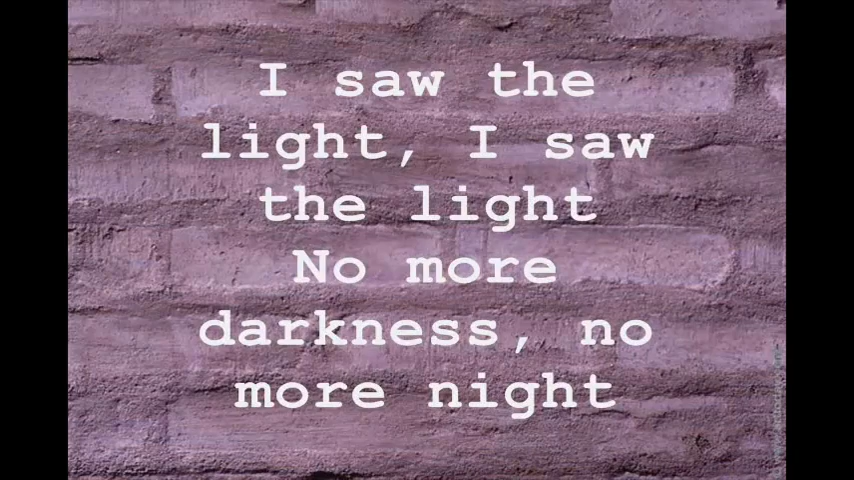 I saw the
light, I saw
the light
No more
darkness, no
more night